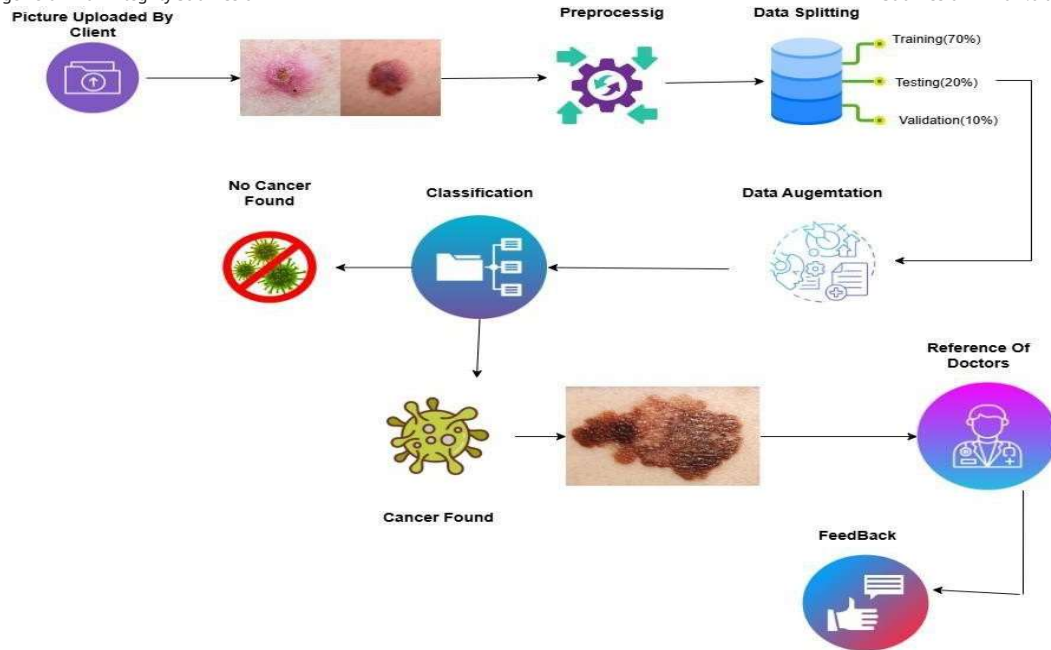 Picture Uploaded By
Client
Preprocessig
Data Splitting
Training(70%)
Testing(20%)
Validation(10%)
No Cancer
Found
Classification
Data Augemtation
Reference Of
Doctors
Cancer Found
FeedBack